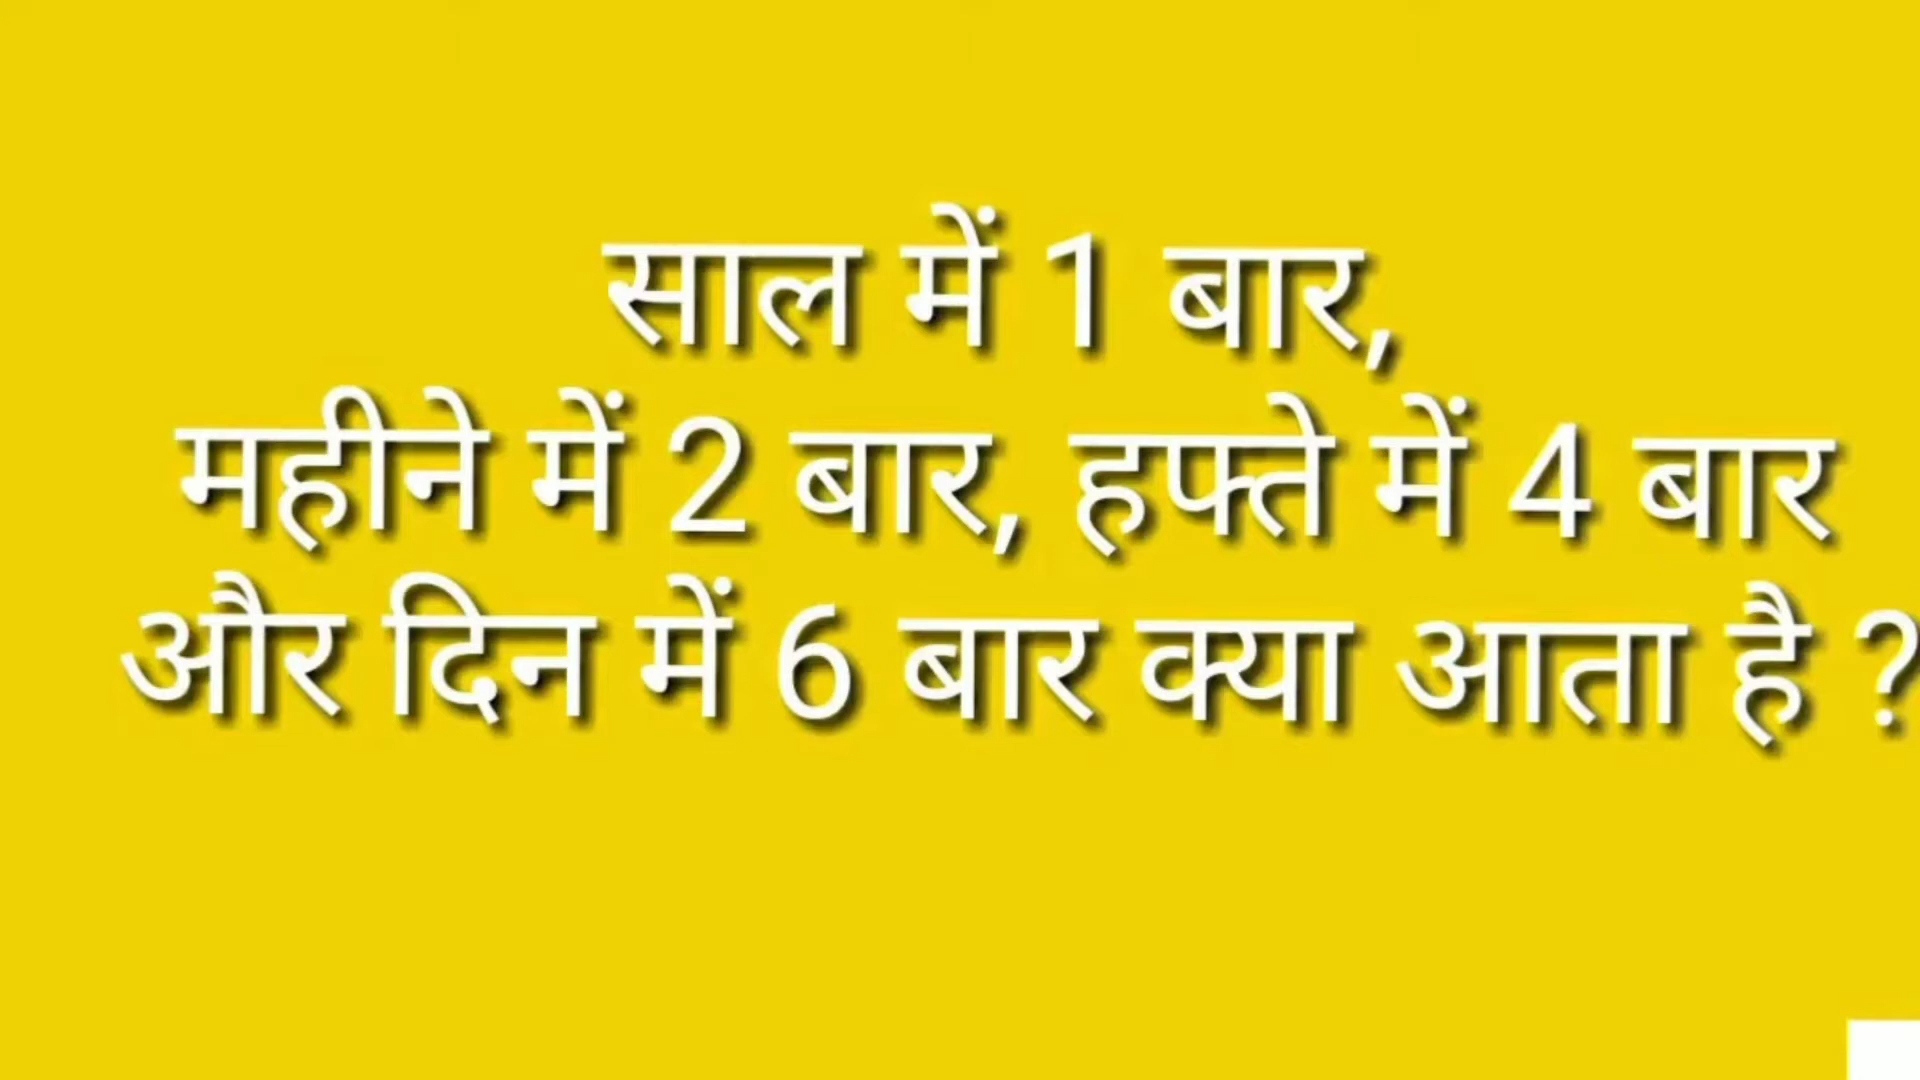 साल में 1 बार,
महीने में 2 बार, हफ्ते में 4 बार
और दिन में 6 बार क्या आता है ?